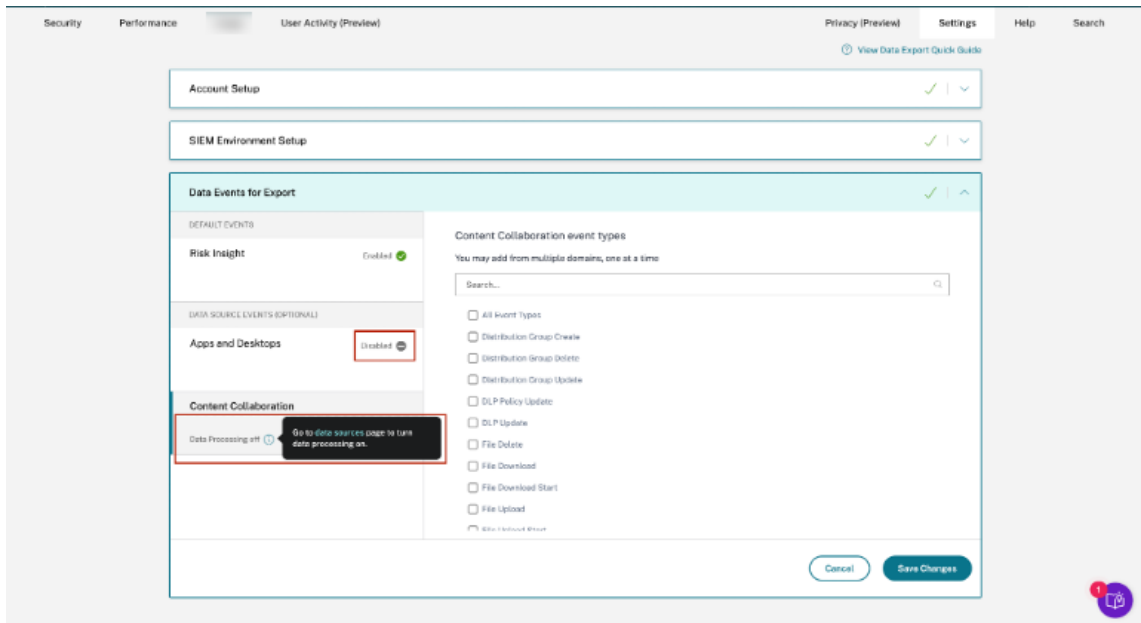 Security Performance User Activity (Preview) Privacy (Preview) Settings Help Search
View Data Export Quick Guide
Account Setup
SIEM Environment Setup
Data Events for Export
DEFAULT EVENTS
Risk Insight
Enabled
DATA SOURCE EVENTS (OPTIONAL)
Apps and Desktops
Disabled
Content Collaboration
Data Processing off
Go to data sources page to turn
data processing on.
Content Collaboration event types
You may add from multiple domains, one at a time
Search...
All Event Types
Distribution Group Create
Distribution Group Delete
Distribution Group Update
DLP Policy Update
DLP Update
File Delete
File Download
File Download Start
File Upload
File Upload Start
Cancel
Save Changes
1